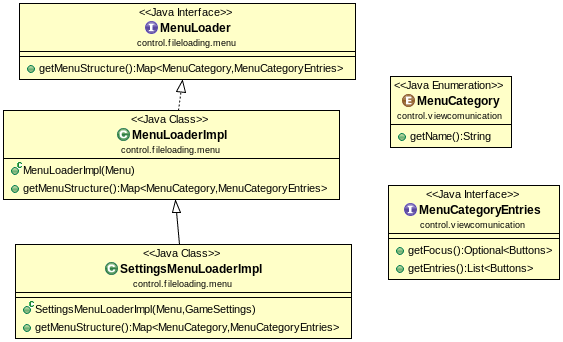 <<Java Interface>>
MenuLoader
control.fileloading.menu
getMenuStructure():Map<MenuCategory,MenuCategoryEntries>
<<Java Class>>
MenuLoaderImpl
control.fileloading.menu
MenuLoaderImpl(Menu)
getMenuStructure():Map<MenuCategory,MenuCategoryEntries>
<<Java Class>>
SettingsMenuLoaderImpl
control.fileloading.menu
SettingsMenuLoaderImpl(Menu,GameSettings)
getMenuStructure():Map<MenuCategory,MenuCategoryEntries>
<<Java Enumeration>>
MenuCategory
control.viewcomunication
getName():String
<<Java Interface>>
MenuCategoryEntries
control.viewcomunication
getFocus():Optional<Buttons>
getEntries():List<Buttons>